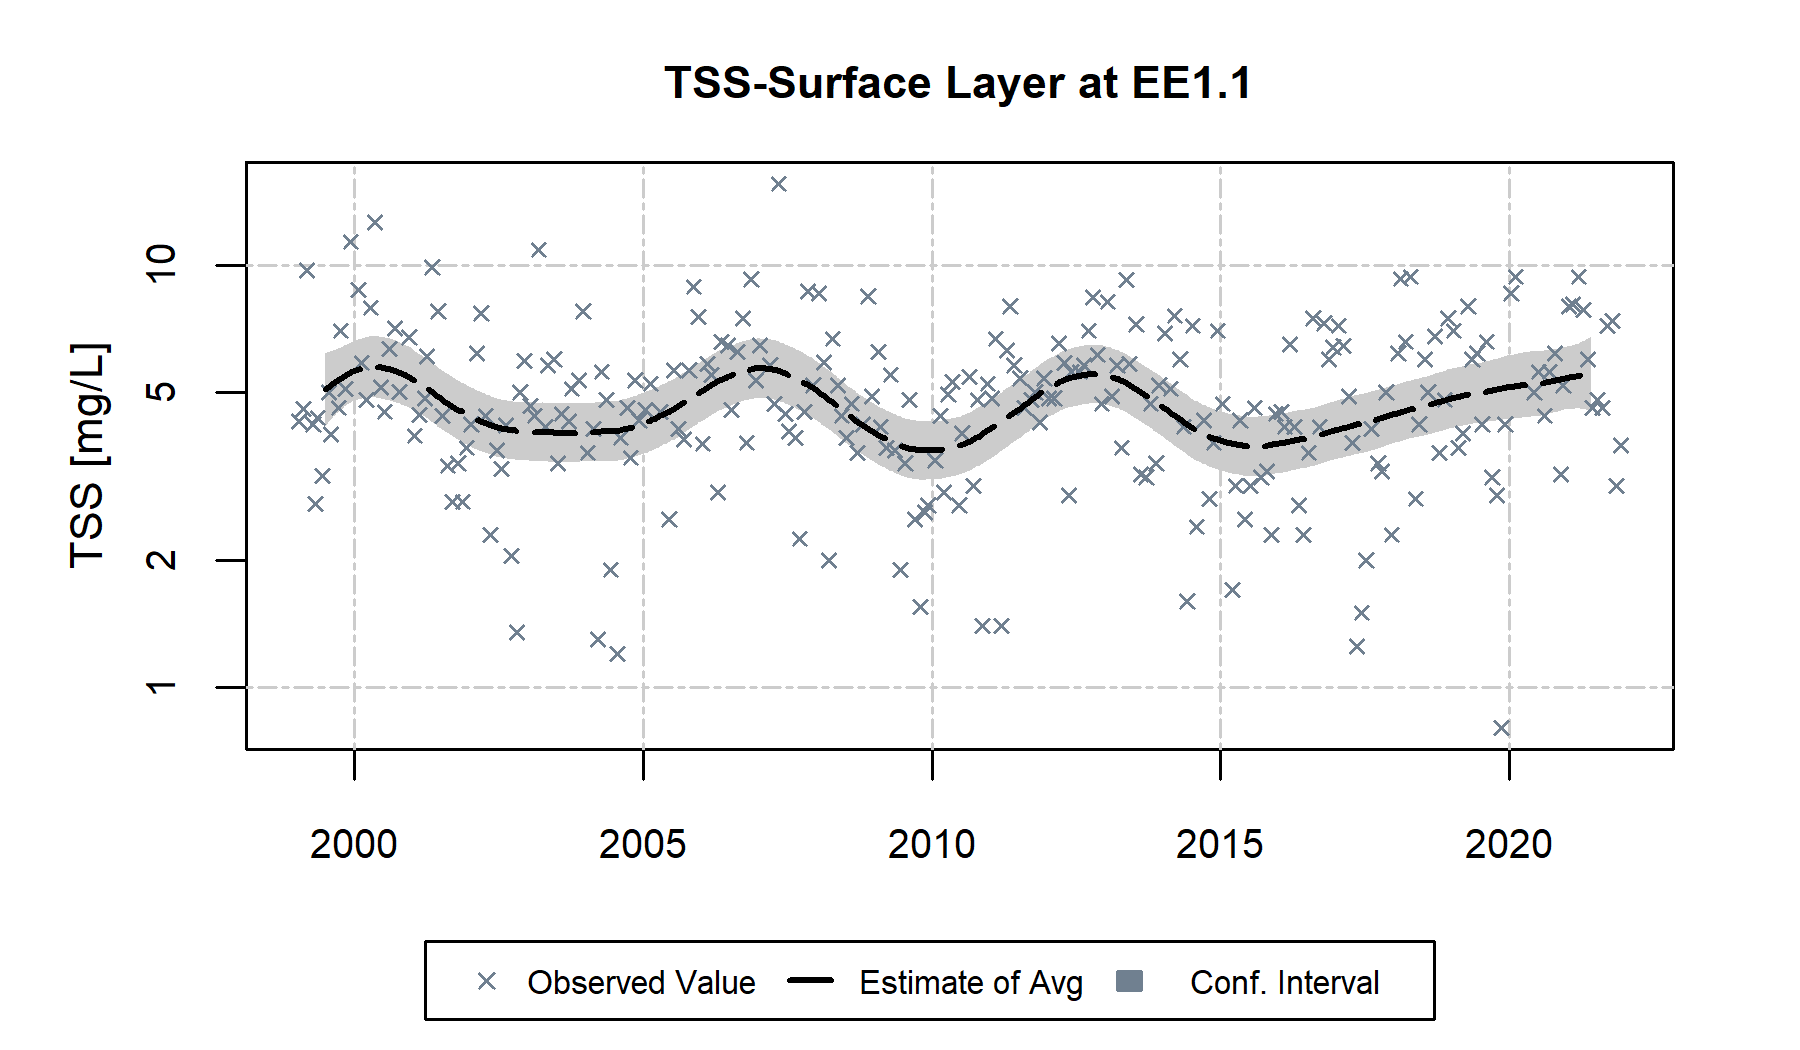 TSS-Surface Layer at EE1.1
TSS [mg/L]
10
5
2
1
2000 2005 2010 2015 2020
Observed Value Estimate of Avg Conf. Interval